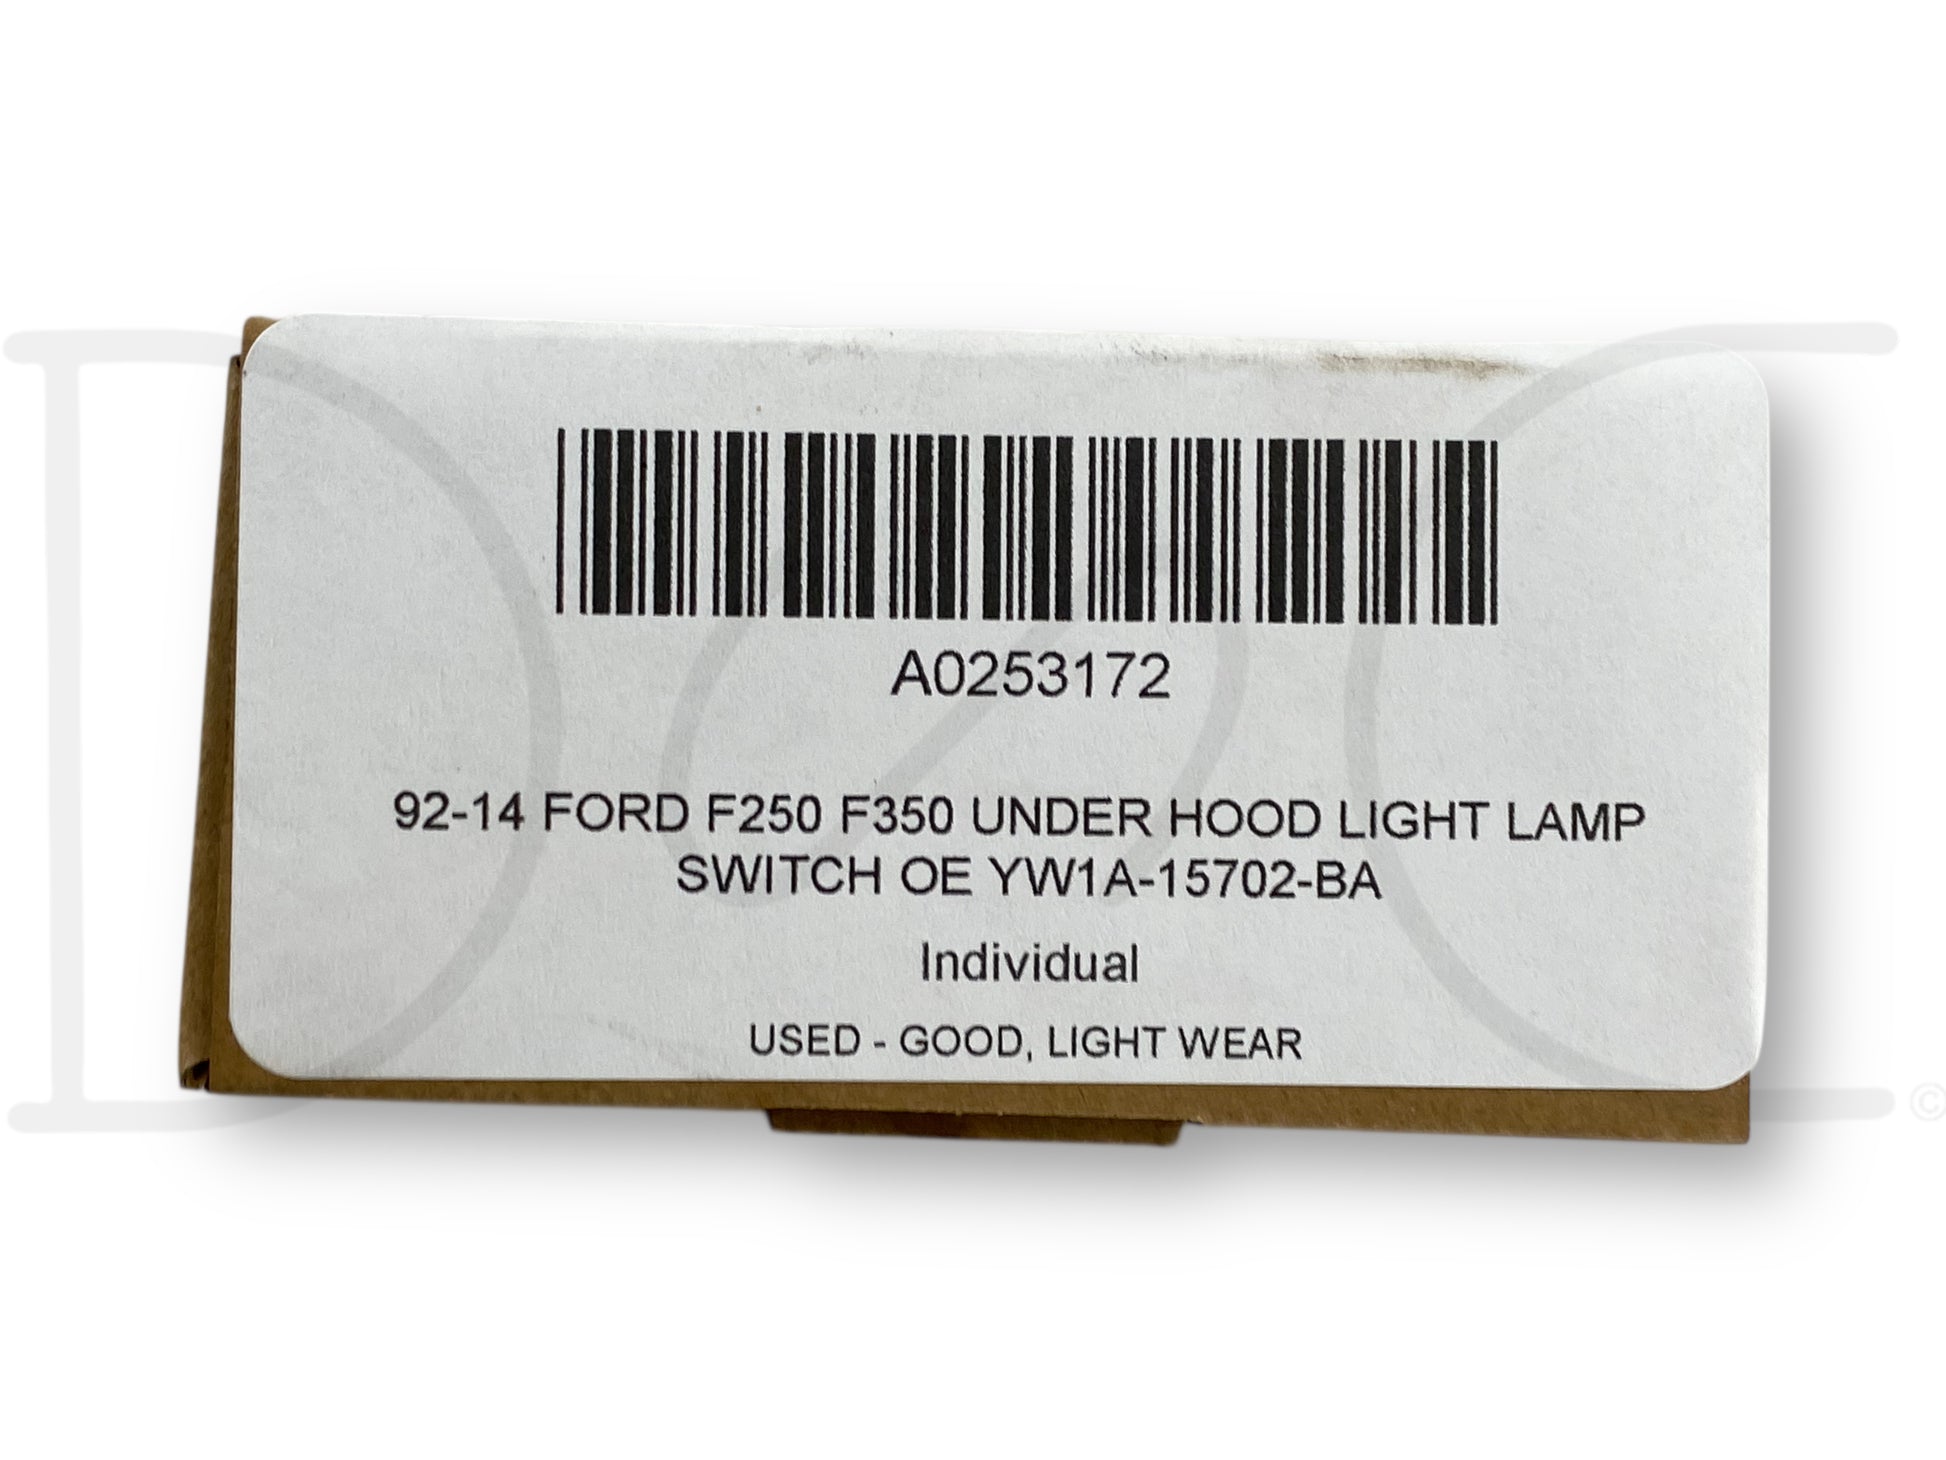 A0253172
92-14 FORD F250 F350 UNDER HOOD LIGHT LAMP
SWITCH OE YW1A-15702-BA
Individual
USED - GOOD, LIGHT WEAR
©